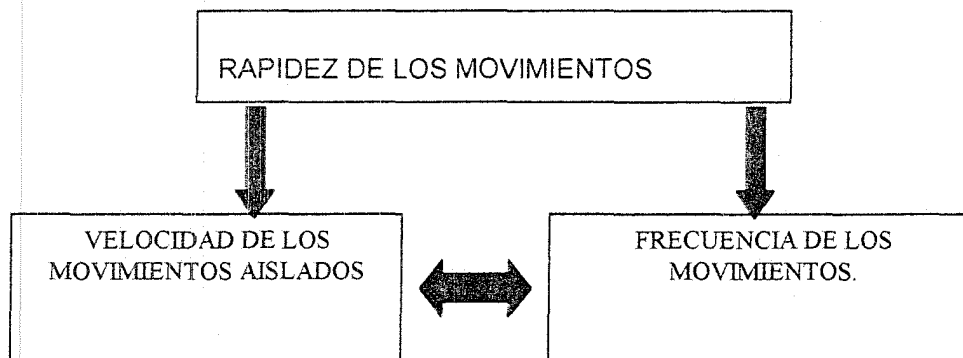 RAPIDEZ DE LOS MOVIMIENTOS
VELOCIDAD DE LOS
MOVIMIENTOS AISLADOS
FRECUENCIA DE LOS
MOVIMIENTOS.